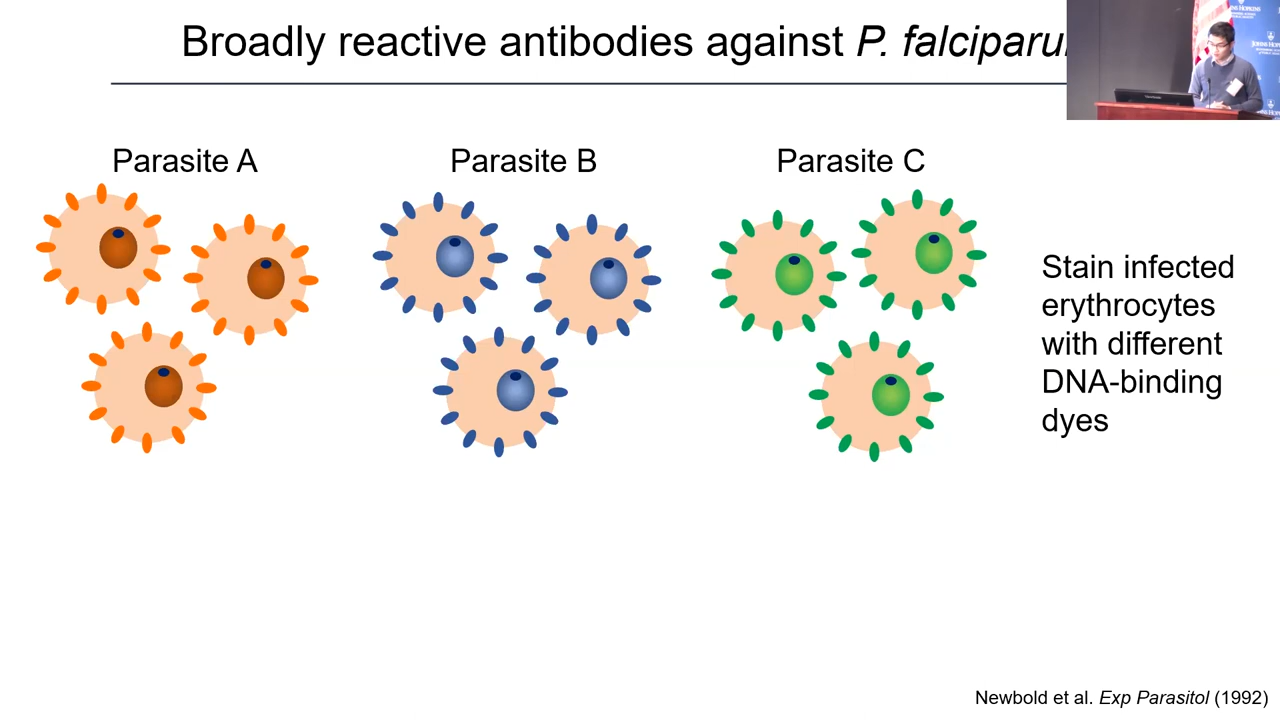 Broadly reactive antibodies against P. falciparu
Parasite A
Parasite B
Parasite C
Stain infected
erythrocytes
with different
DNA-binding
dyes
Newbold et al. Exp Parasitol (1992)